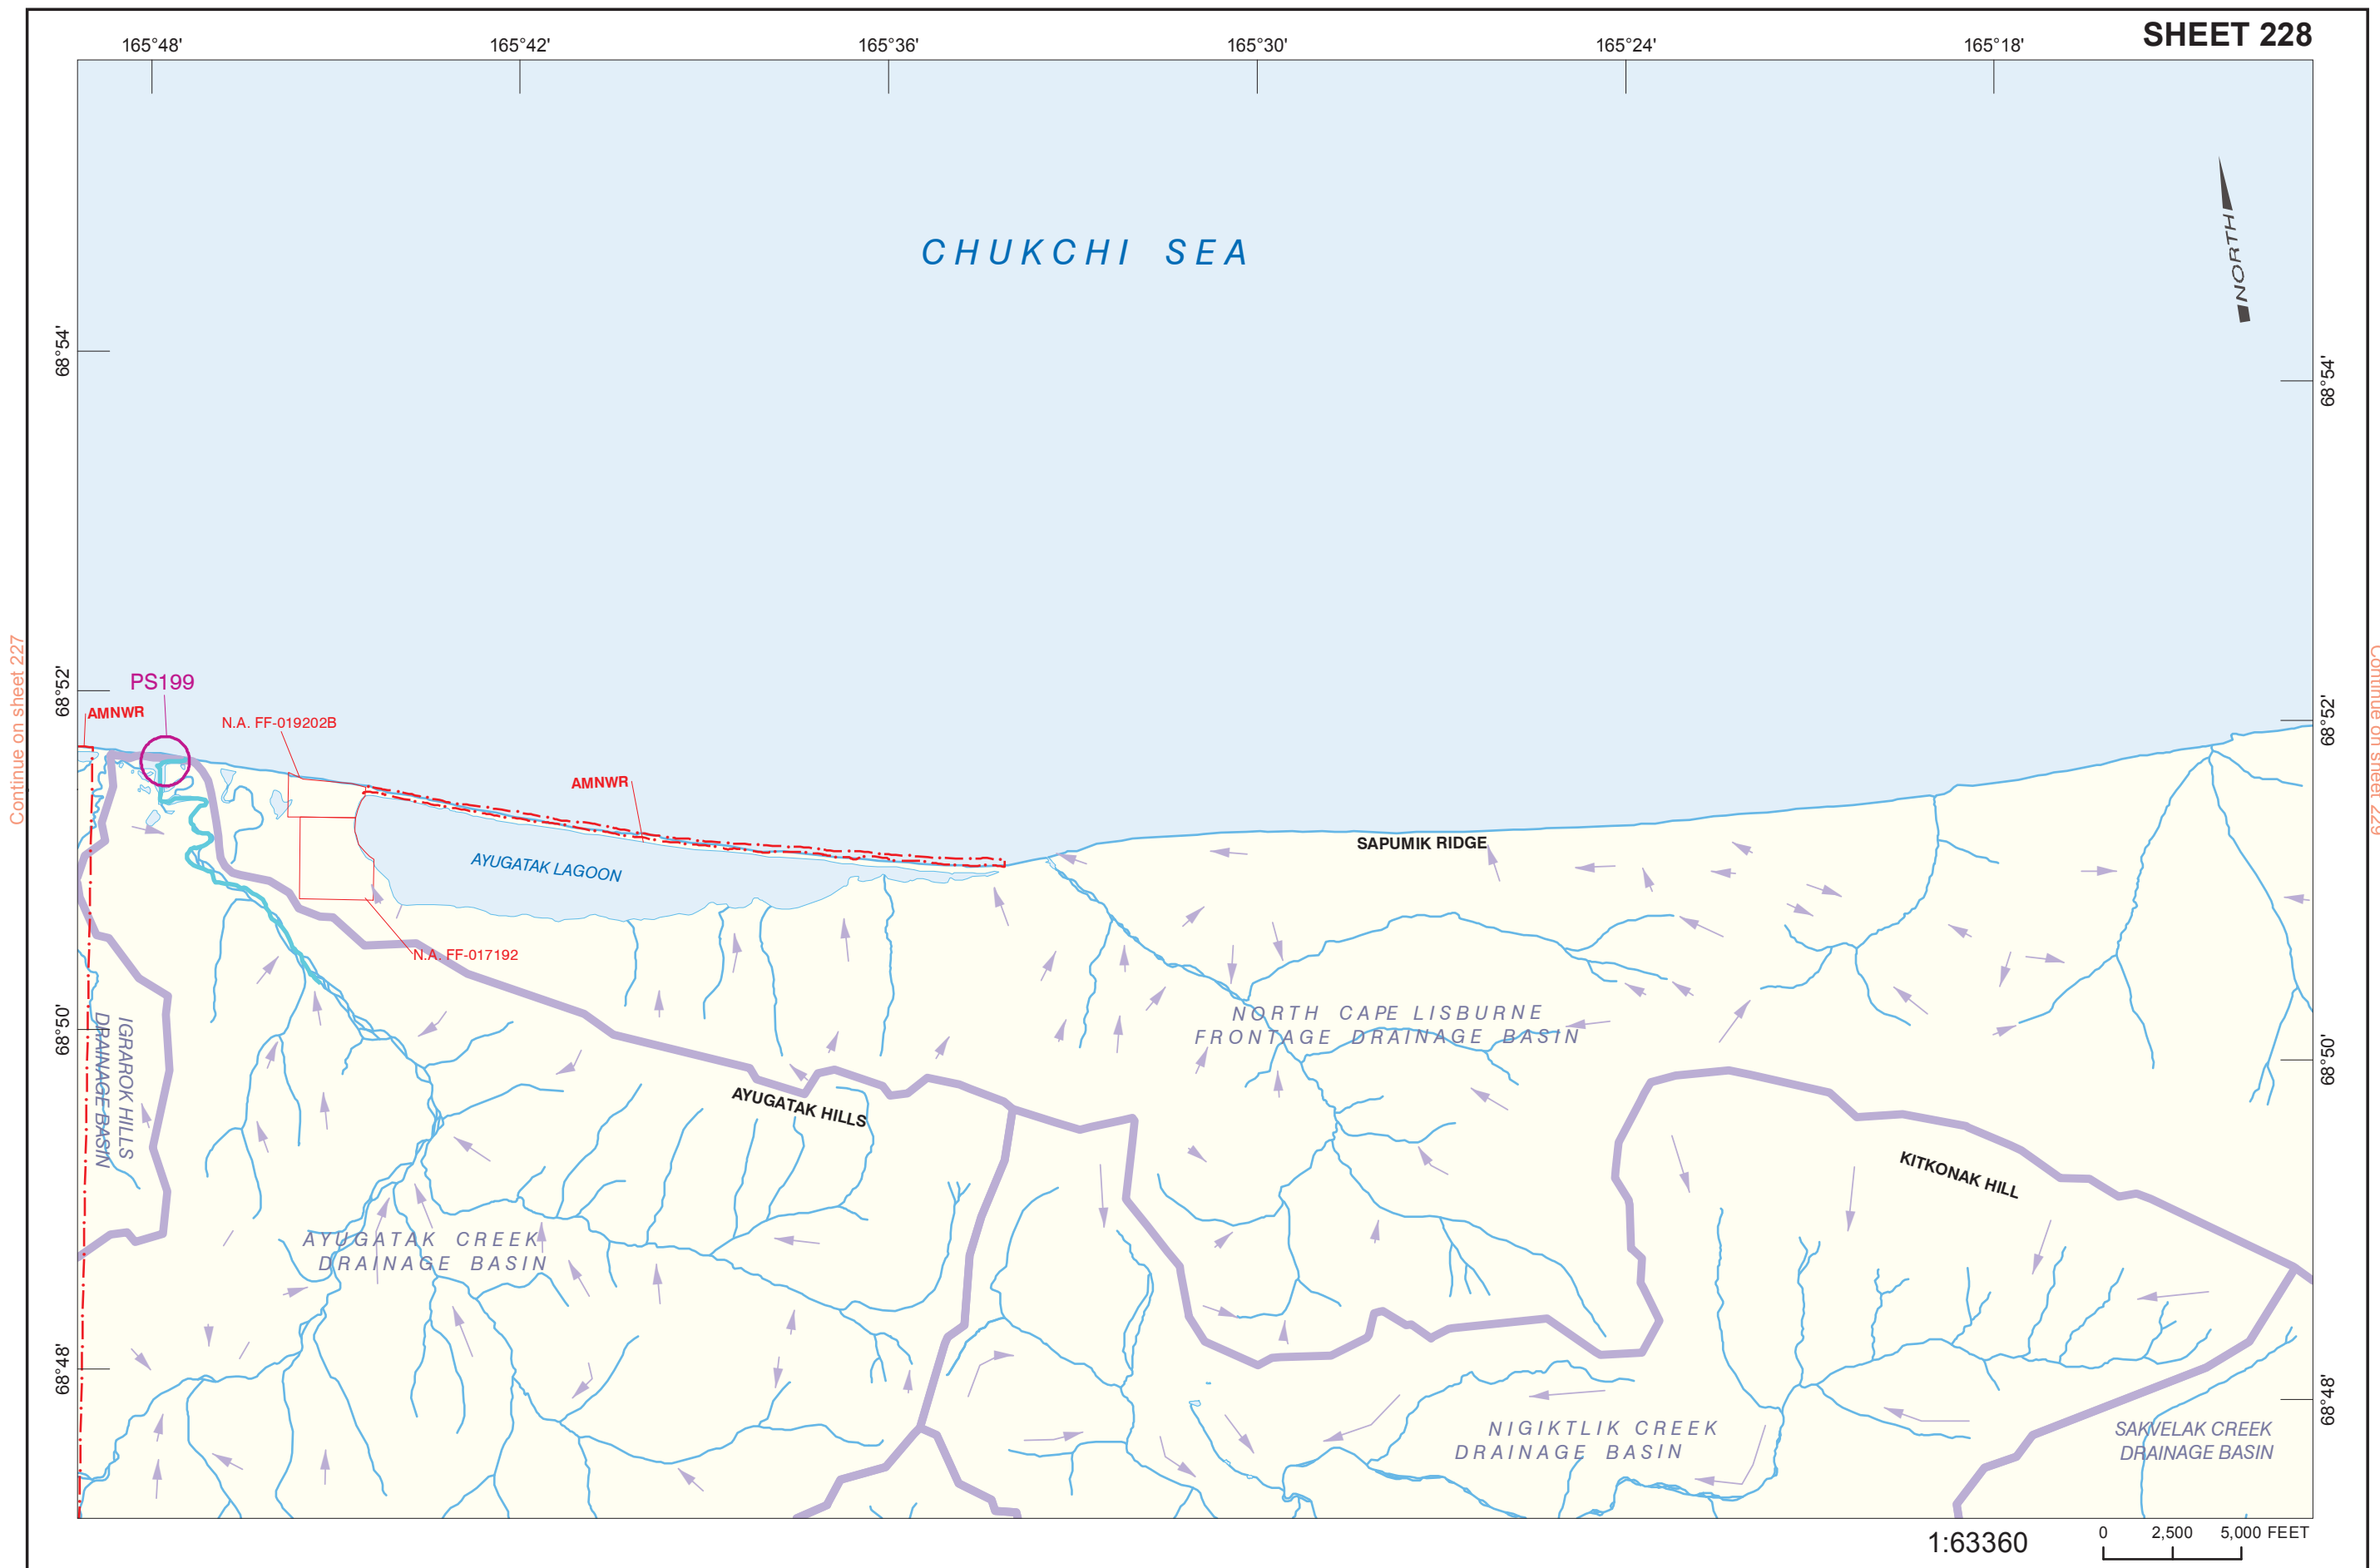 SHEET 228
165°48'
165°42'
165°36'
165°30'
165°24'
165°18'
NORTH
CHUKCHI SEA
68°54'
68°54'
Continue on sheet 227
Continue on sheet 229
68°52'
68°52'
PS199
AMNWR
N.A. FF-019202B
AMNWR
SAPUMIK RIDGE
AYUGATAK LAGOON
N.A. FF-017192
NORTH CAPE LISBURNE
FRONTAGE DRAINAGE BASIN
68°50'
68°50'
IGRAROK HILLS
DRAINAGE BASIN
AYUGATAK HILLS
KITKONAK HILL
AYUGATAK CREEK
DRAINAGE BASIN
68°48'
68°48'
NIGIKTLIK CREEK
DRAINAGE BASIN
SAKVELAK CREEK
DRAINAGE BASIN
1:63360
0 2,500 5,000 FEET